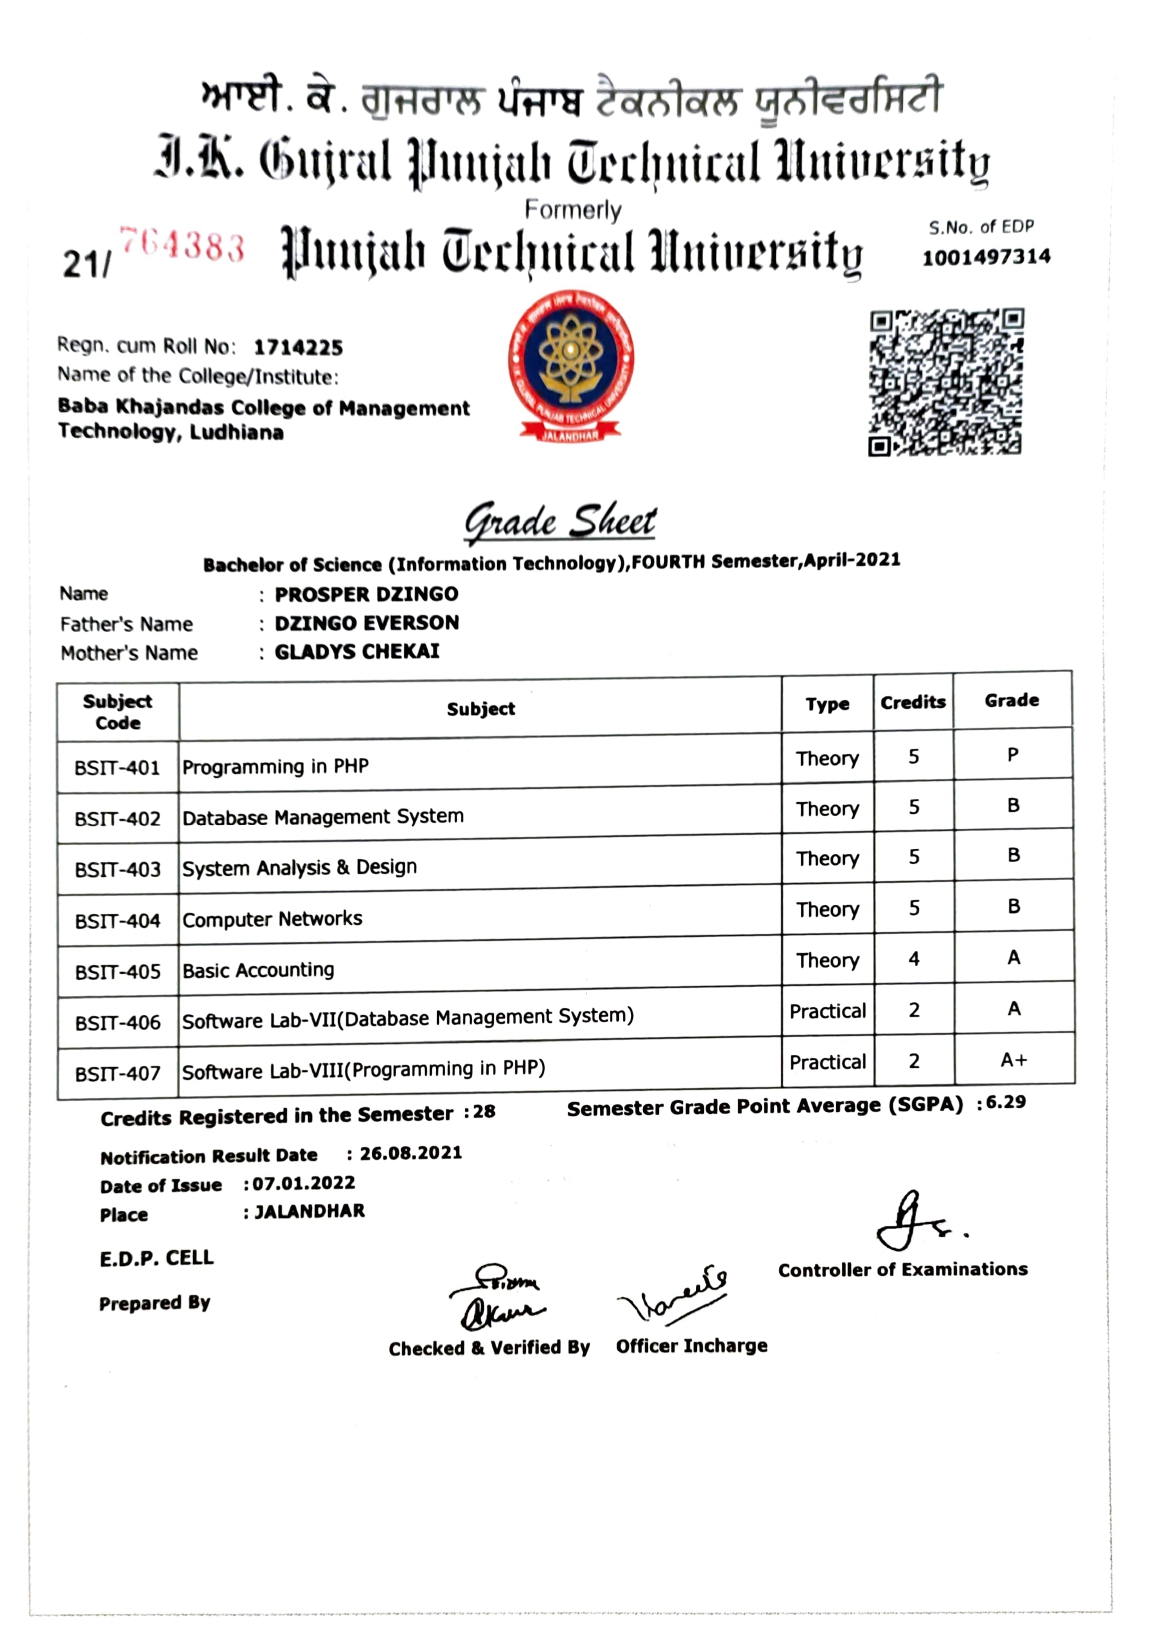 ਆਈ. ਕੇ. ਗੁਜਰਾਲ ਪੰਜਾਬ ਟੈਕਨੀਕਲ ਯੂਨੀਵਰਸਿਟੀ
I.K. Gujral Punjab Technical University
Formerly
Punjab Technical University
21/ 764383
S.No. of EDP
1001497314
Regn. cum Roll No: 1714225
Name of the College/Institute:
Baba Khajandas College of Management
Technology, Ludhiana
I.K. GUJRAL PUNJAB TECHNICAL UNIVERSITY
JALANDHAR
Grade Sheet
Bachelor of Science (Information Technology),FOURTH Semester,April-2021
Name : PROSPER DZINGO
Father's Name : DZINGO EVERSON
Mother's Name : GLADYS CHEKAI
Subject Code Subject Type Credits Grade
BSIT-401 Programming in PHP Theory 5 P
BSIT-402 Database Management System Theory 5 B
BSIT-403 System Analysis & Design Theory 5 B
BSIT-404 Computer Networks Theory 5 B
BSIT-405 Basic Accounting Theory 4 A
BSIT-406 Software Lab-VII(Database Management System) Practical 2 A
BSIT-407 Software Lab-VIII(Programming in PHP) Practical 2 A+
Credits Registered in the Semester :28 Semester Grade Point Average (SGPA) :6.29
Notification Result Date : 26.08.2021
Date of Issue :07.01.2022
Place : JALANDHAR
E.D.P. CELL
Controller of Examinations
Prepared By
Checked & Verified By Officer Incharge